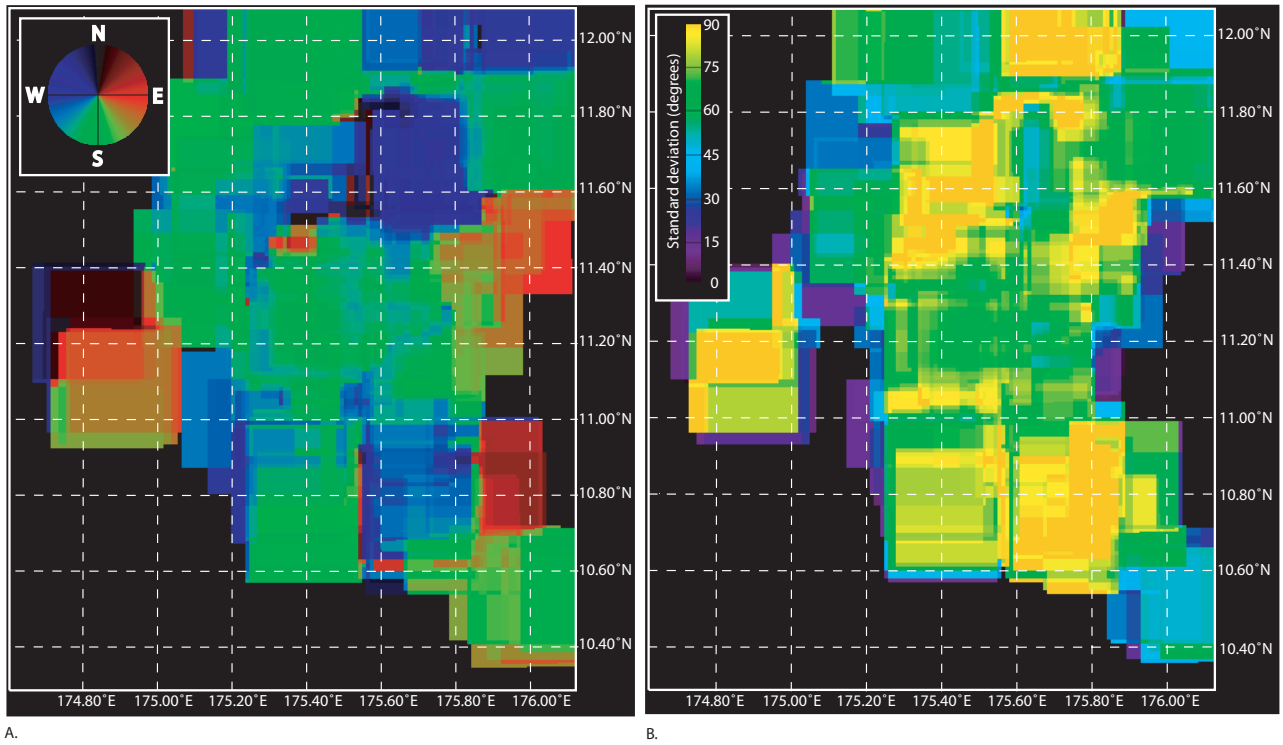 N
W E
S
12.00°N
11.80°N
11.60°N
11.40°N
11.20°N
11.00°N
10.80°N
10.60°N
10.40°N
174.80°E 175.00°E 175.20°E 175.40°E 175.60°E 175.80°E 176.00°E
A.
Standard deviation (degrees)
90
75
60
45
30
15
0
12.00°N
11.80°N
11.60°N
11.40°N
11.20°N
11.00°N
10.80°N
10.60°N
10.40°N
174.80°E 175.00°E 175.20°E 175.40°E 175.60°E 175.80°E 176.00°E
B.